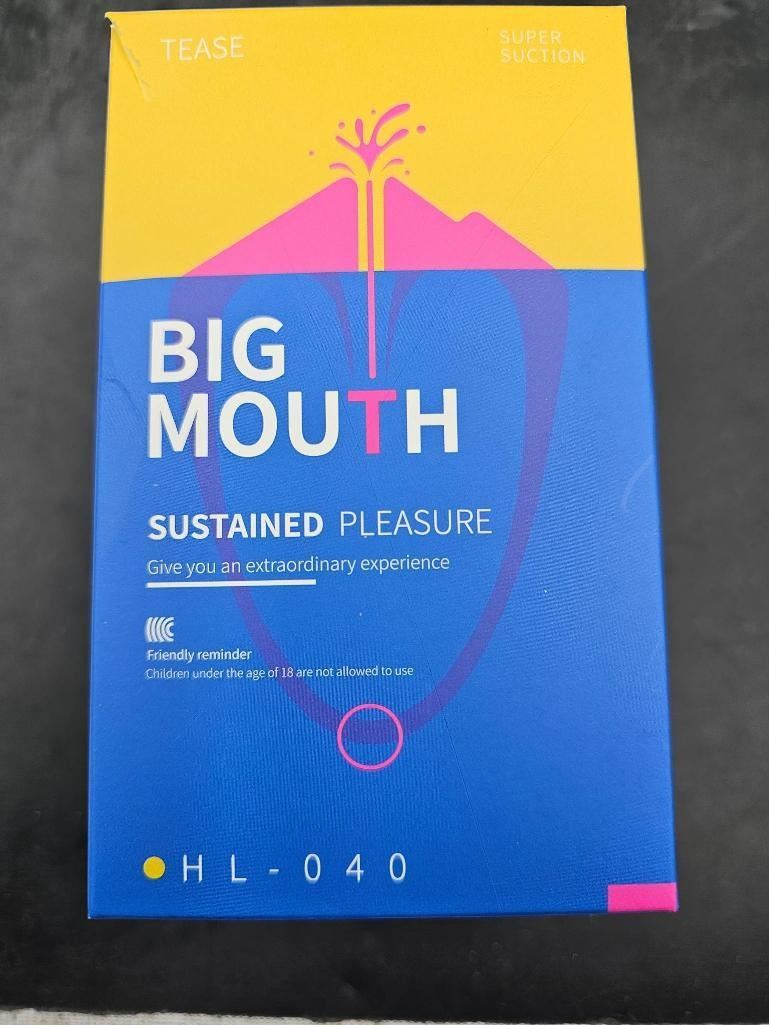 TEASE
SUPER
SUCTION
BIG
MOUTH
SUSTAINED PLEASURE
Give you an extraordinary experience
Friendly reminder
Children under the age of 18 are not allowed to use
HL-040